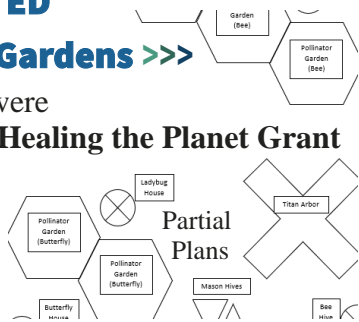 ED
Garden
(Bee)
Gardens >>>
Pollinator
Garden
(Bee)
were
Healing the Planet Grant
Ladybug
House
Titan Arbor
Pollinator
Garden
(Butterfly)
Partial
Plans
Pollinator
Garden
(Butterfly)
Mason Hives
Butterfly
House
Bee
Hive